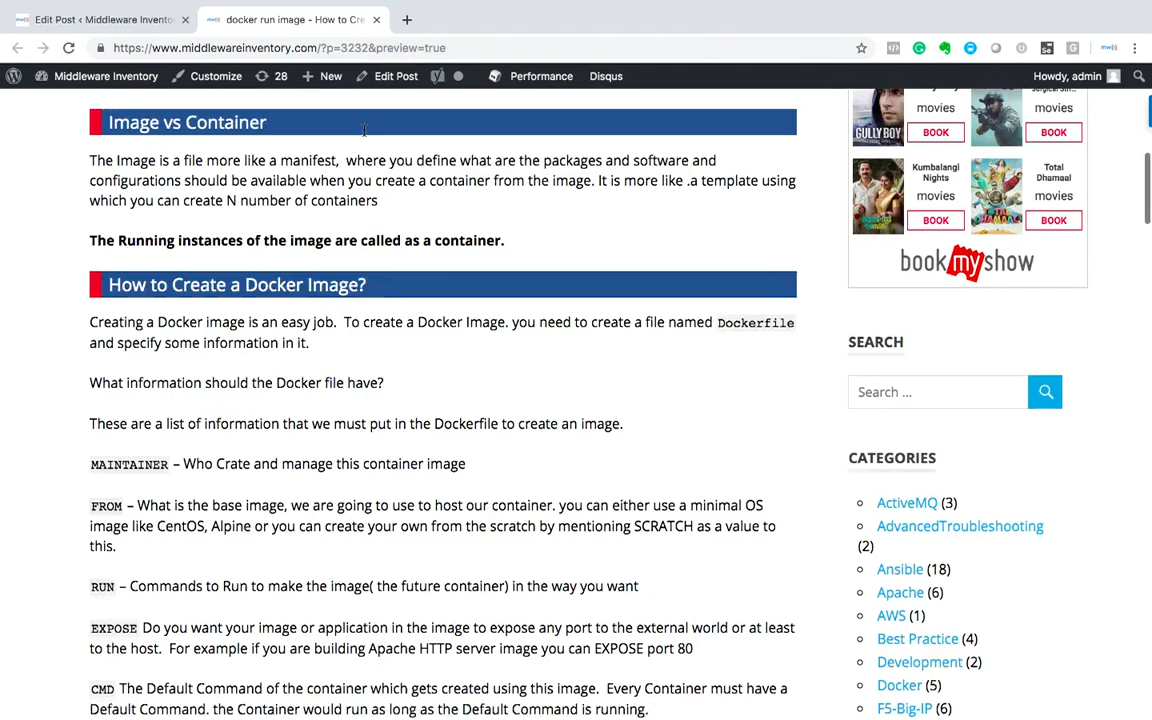 Edit Post ‹ Middleware Invento
docker run image - How to Cre
https://www.middlewareinventory.com/?p=3232&preview=true
Middleware Inventory Customize 28 New Edit Post Performance Disqus Howdy, admin
Image vs Container
The Image is a file more like a manifest,  where you define what are the packages and software and
configurations should be available when you create a container from the image. It is more like .a template using
which you can create N number of containers
The Running instances of the image are called as a container.
How to Create a Docker Image?
Creating a Docker image is an easy job.  To create a Docker Image. you need to create a file named Dockerfile
and specify some information in it.
What information should the Docker file have?
These are a list of information that we must put in the Dockerfile to create an image.
MAINTAINER – Who Crate and manage this container image
FROM – What is the base image, we are going to use to host our container. you can either use a minimal OS
image like CentOS, Alpine or you can create your own from the scratch by mentioning SCRATCH as a value to
this.
RUN – Commands to Run to make the image( the future container) in the way you want
EXPOSE Do you want your image or application in the image to expose any port to the external world or at least
to the host.  For example if you are building Apache HTTP server image you can EXPOSE port 80
CMD The Default Command of the container which gets created using this image.  Every Container must have a
Default Command. the Container would run as long as the Default Command is running.
GULLY BOY
movies
BOOK
movies
BOOK
Kumbalangi
Nights
movies
BOOK
Total
Dhamaal
movies
BOOK
bookmyshow
SEARCH
Search ...
CATEGORIES
ActiveMQ (3)
AdvancedTroubleshooting
(2)
Ansible (18)
Apache (6)
AWS (1)
Best Practice (4)
Development (2)
Docker (5)
F5-Big-IP (6)